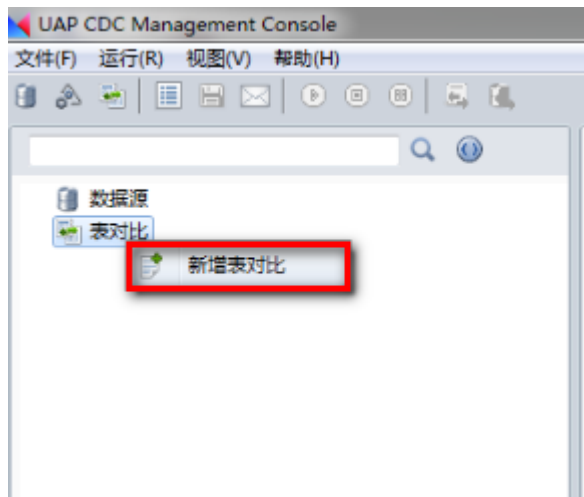 UAP CDC Management Console
文件(F) 运行(R) 视图(V) 帮助(H)
数据源
表对比
新增表对比